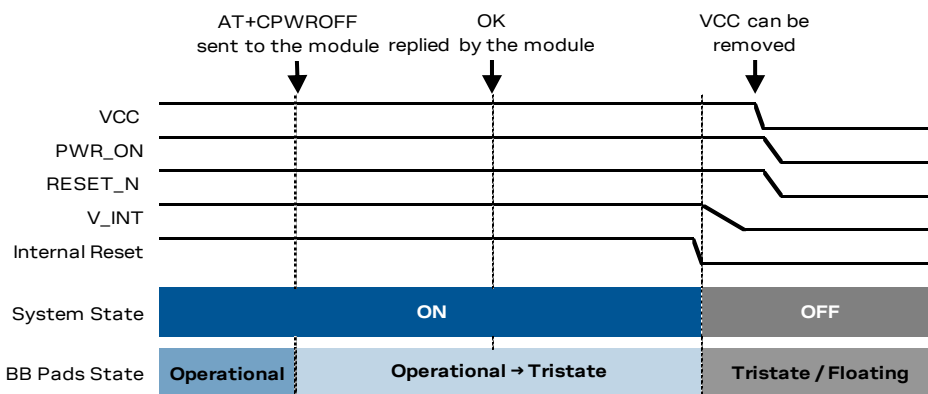 AT+CPWROFF
sent to the module
OK
replied by the module
VCC can be
removed
VCC
PWR_ON
RESET_N
V_INT
Internal Reset
System State
ON
OFF
BB Pads State
Operational
Operational → Tristate
Tristate / Floating